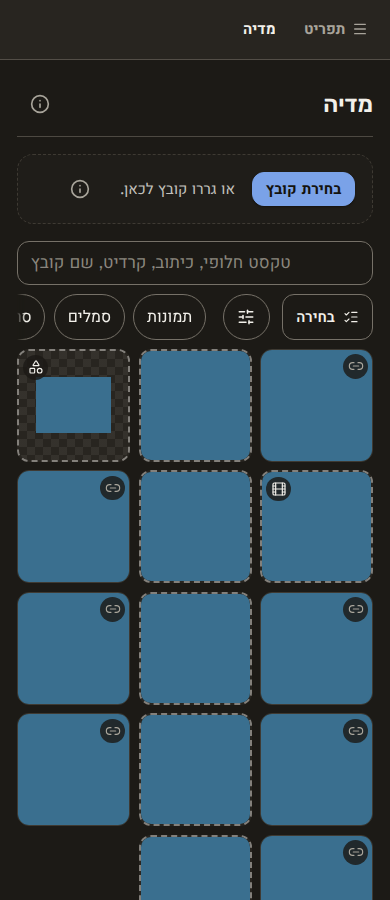 תפריט מדיה
מדיה
בחירת קובץ או גררו קובץ לכאן.
טקסט חלופי, כיתוב, קרדיט, שם קובץ
בחירה תמונות סמלים